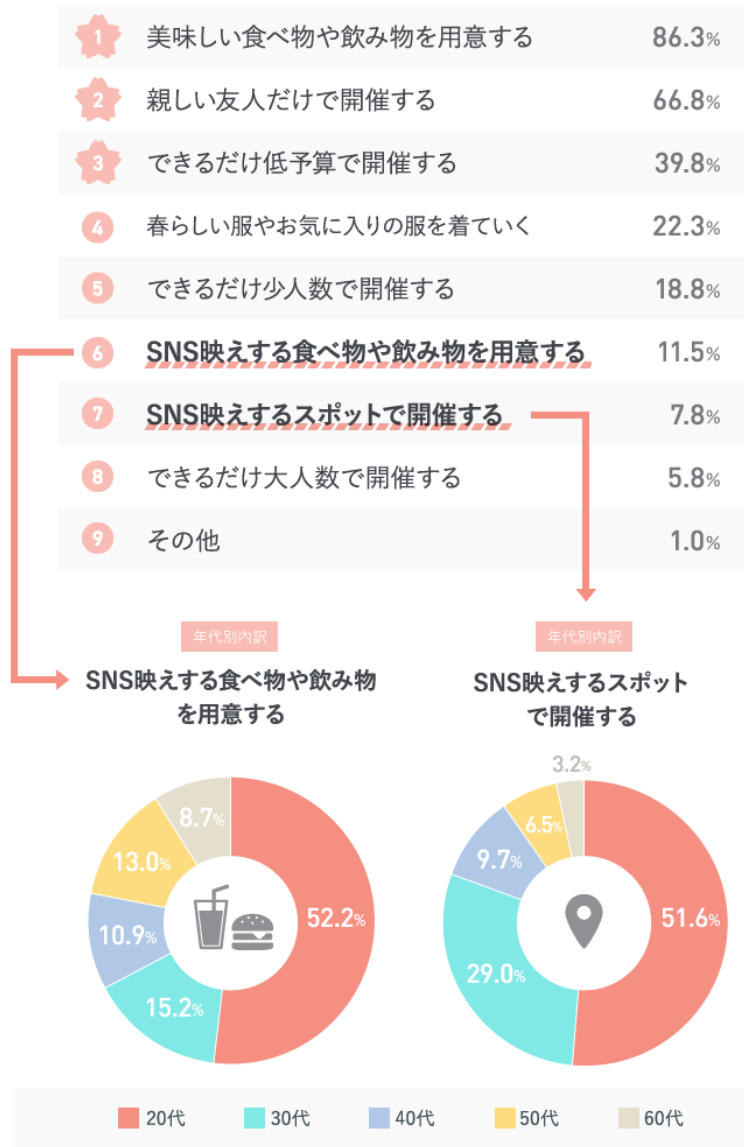 1 美味しい食べ物や飲み物を用意する 86.3%
2 親しい友人だけで開催する 66.8%
3 できるだけ低予算で開催する 39.8%
4 春らしい服やお気に入りの服を着ていく 22.3%
5 できるだけ少人数で開催する 18.8%
6 SNS映えする食べ物や飲み物を用意する 11.5%
7 SNS映えするスポットで開催する 7.8%
8 できるだけ大人数で開催する 5.8%
9 その他 1.0%
年代別内訳
SNS映えする食べ物や飲み物
を用意する
52.2%
15.2%
10.9%
13.0%
8.7%
年代別内訳
SNS映えするスポット
で開催する
51.6%
29.0%
9.7%
6.5%
3.2%
20代 30代 40代 50代 60代